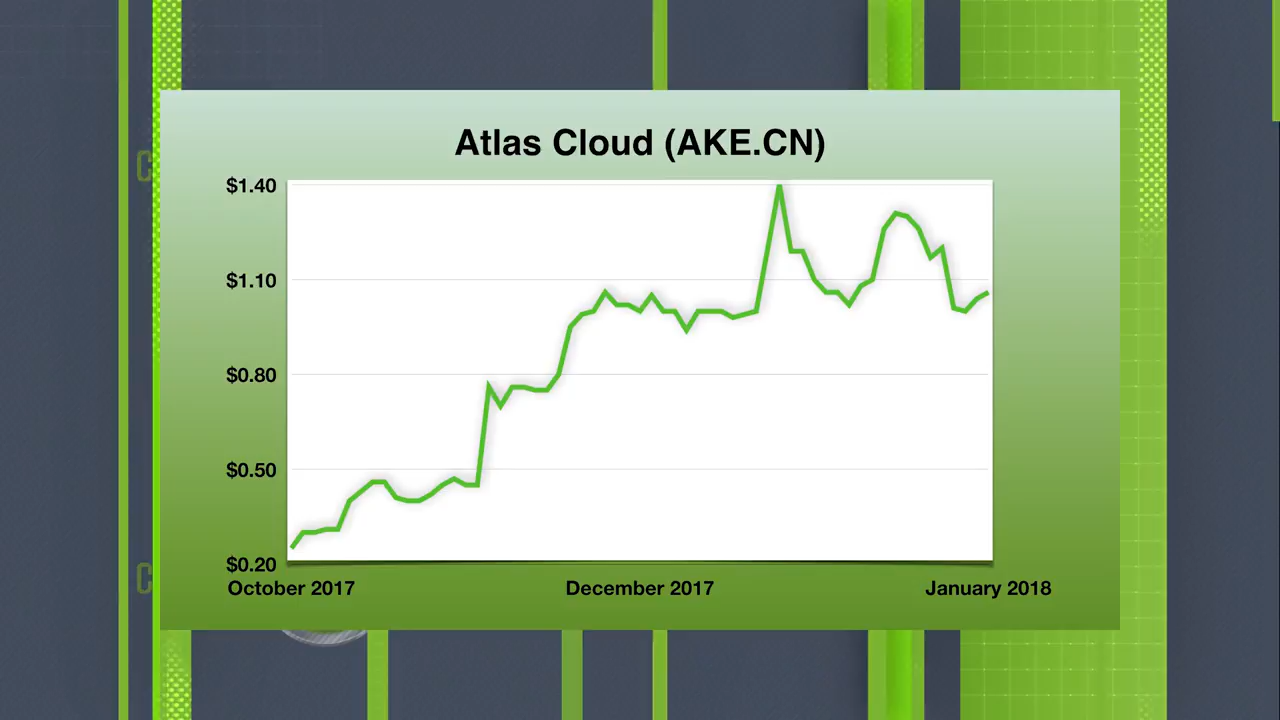 Atlas Cloud (AKE.CN)
$1.40
$1.10
$0.80
$0.50
$0.20
October 2017
December 2017
January 2018